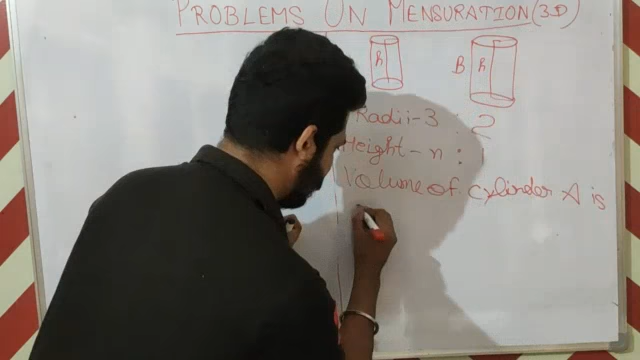 PROBLEMS ON MENSURATION (3D)
h B h
Radii - 3 : 2
Height - n : 1
Volume of cylinder A is